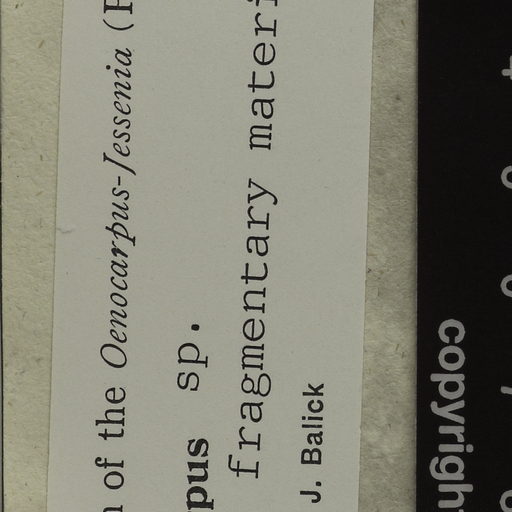 of the Oenocarpus-Jessenia (
pus sp.
fragmentary materi
J. Balick
copyrigh